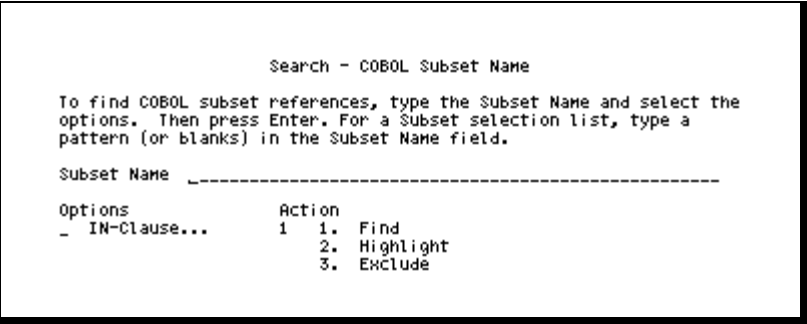 Search - COBOL Subset Name
To find COBOL subset references, type the Subset Name and select the
options.  Then press Enter. For a Subset selection list, type a
pattern (or blanks) in the Subset Name field.
Subset Name  _____________________________________________________
Options                Action
_  IN-Clause...        1   1.  Find
2.  Highlight
3.  Exclude